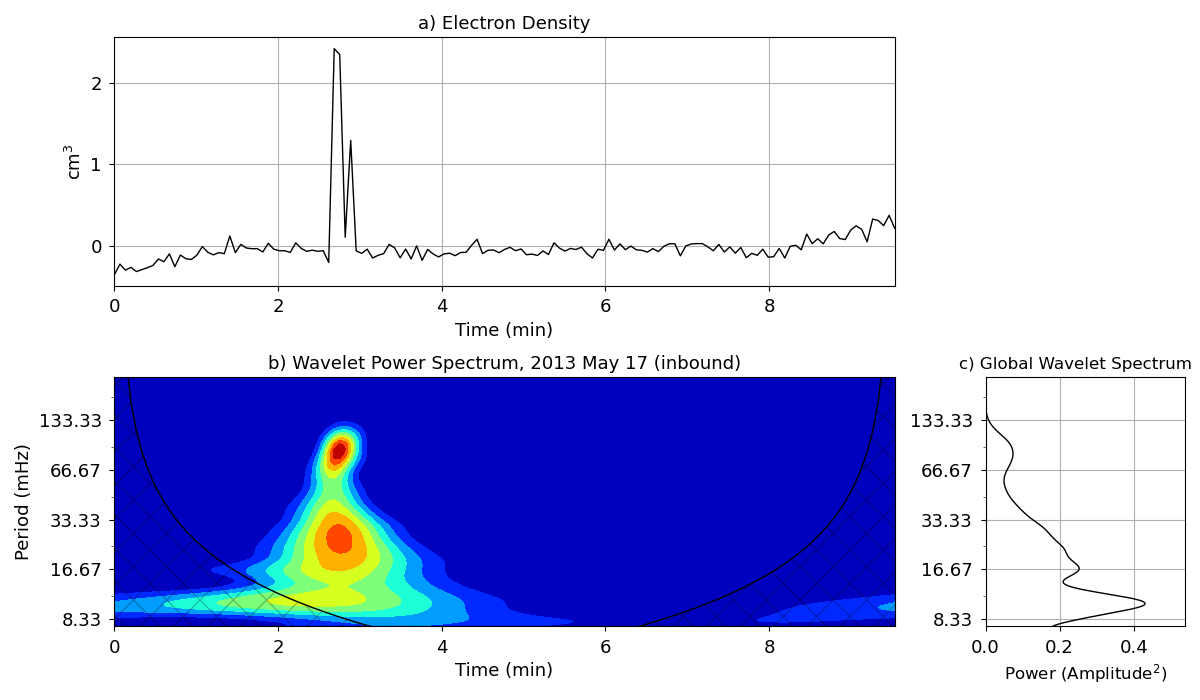 a) Electron Density
2
1
0
cm³
0 2 4 6 8
Time (min)
b) Wavelet Power Spectrum, 2013 May 17 (inbound)
133.33
66.67
33.33
16.67
8.33
Period (mHz)
0 2 4 6 8
Time (min)
c) Global Wavelet Spectrum
133.33
66.67
33.33
16.67
8.33
0.0 0.2 0.4
Power (Amplitude²)